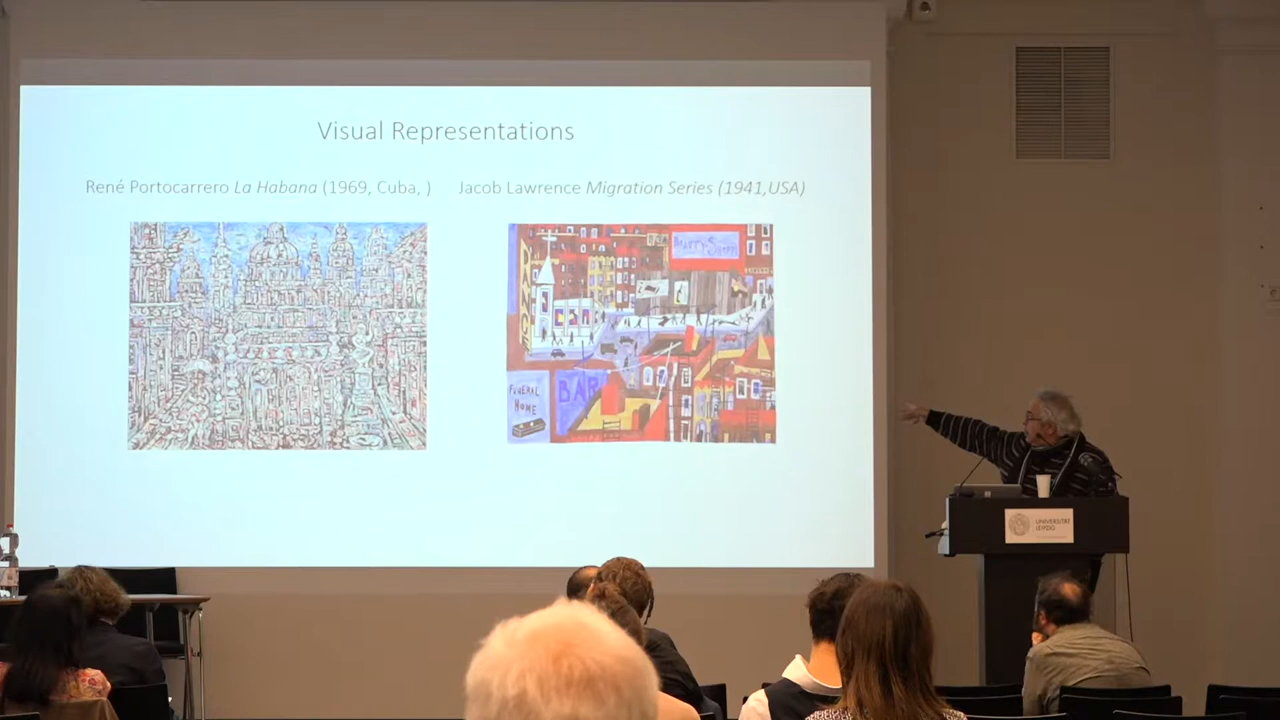 Visual Representations
René Portocarrero La Habana (1969, Cuba, )
Jacob Lawrence Migration Series (1941,USA)
DANCE
FUNERAL
HOME
BAR
UNIVERSITÄT
LEIPZIG